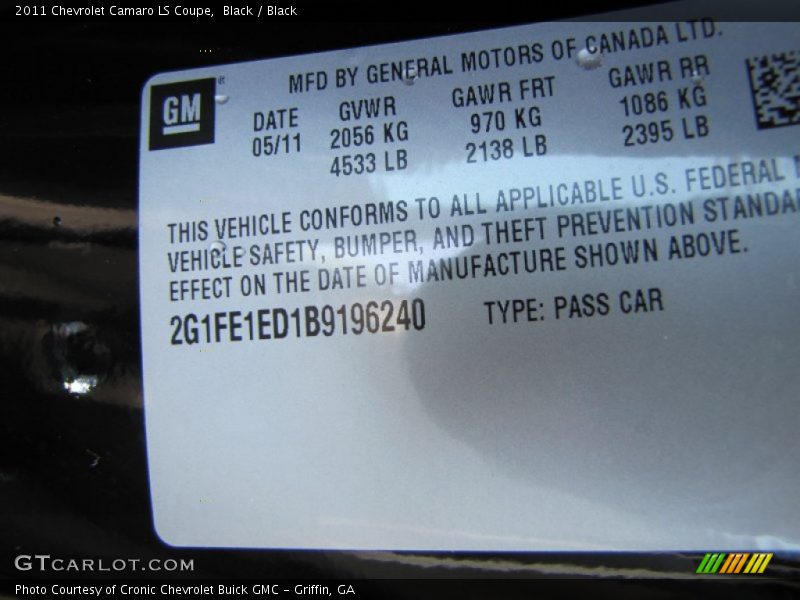 2011 Chevrolet Camaro LS Coupe,  Black / Black
MFD BY GENERAL MOTORS OF CANADA LTD.
GM
DATE GVWR GAWR FRT GAWR RR
05/11 2056 KG 970 KG 1086 KG
4533 LB 2138 LB 2395 LB
THIS VEHICLE CONFORMS TO ALL APPLICABLE U.S. FEDERAL
VEHICLE SAFETY, BUMPER, AND THEFT PREVENTION STANDA
EFFECT ON THE DATE OF MANUFACTURE SHOWN ABOVE.
2G1FE1ED1B9196240 TYPE: PASS CAR
GTCARLOT.COM
Photo Courtesy of Cronic Chevrolet Buick GMC – Griffin, GA